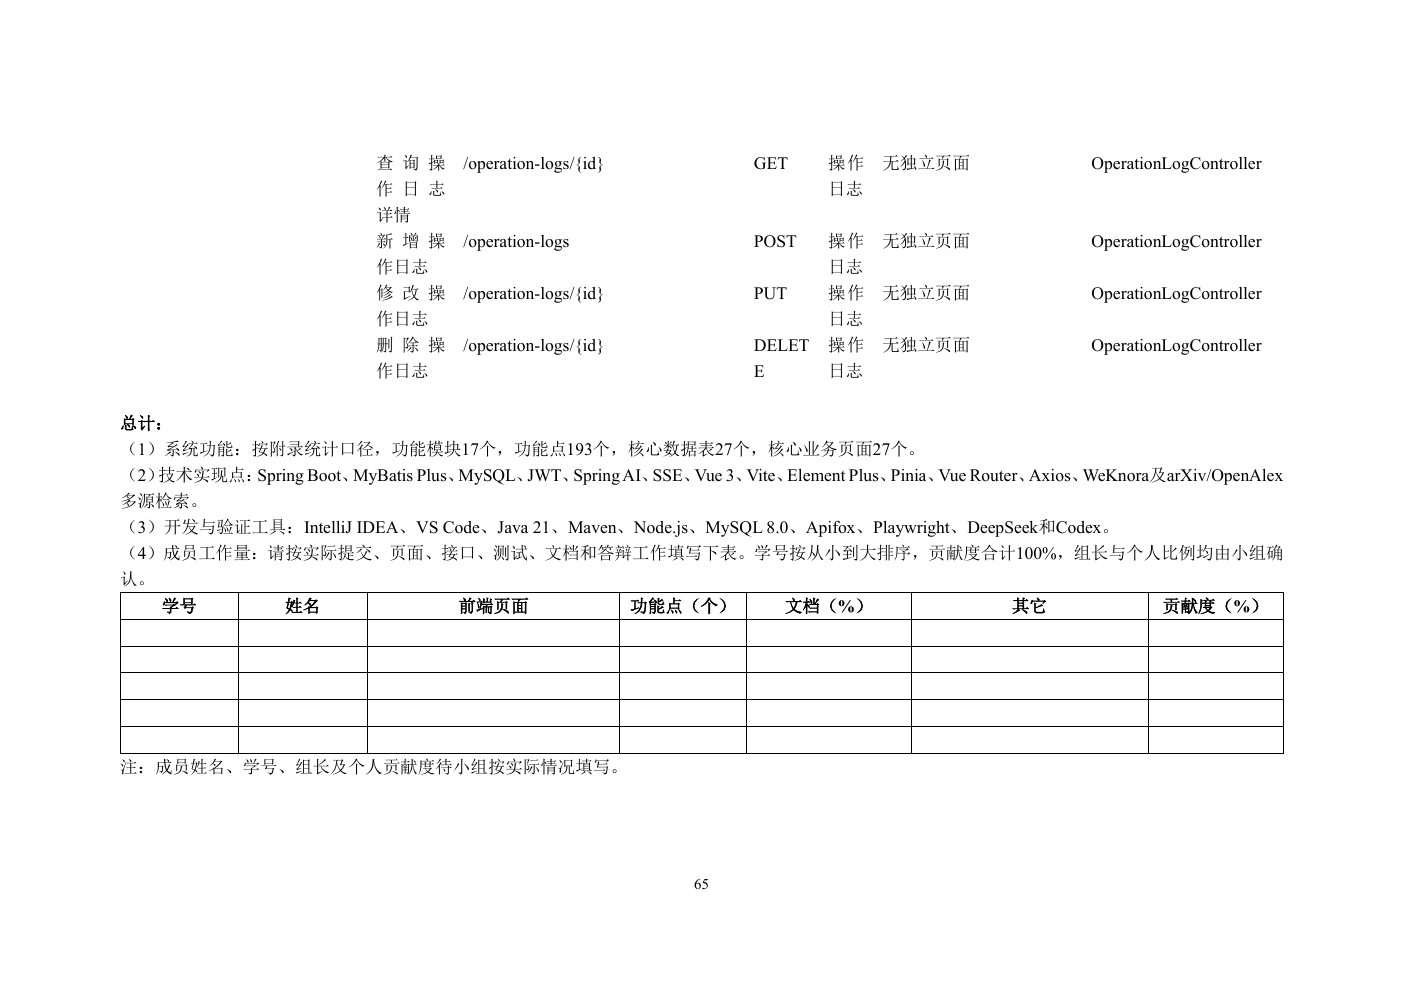 查询操 /operation-logs/{id} GET 操作 无独立页面 OperationLogController
作日志 日志
详情
新增操 /operation-logs POST 操作 无独立页面 OperationLogController
作日志 日志
修改操 /operation-logs/{id} PUT 操作 无独立页面 OperationLogController
作日志 日志
删除操 /operation-logs/{id} DELET 操作 无独立页面 OperationLogController
作日志 E 日志
总计：
（1）系统功能：按附录统计口径，功能模块17个，功能点193个，核心数据表27个，核心业务页面27个。
（2）技术实现点：Spring Boot、MyBatis Plus、MySQL、JWT、Spring AI、SSE、Vue 3、Vite、Element Plus、Pinia、Vue Router、Axios、WeKnora及arXiv/OpenAlex
多源检索。
（3）开发与验证工具：IntelliJ IDEA、VS Code、Java 21、Maven、Node.js、MySQL 8.0、Apifox、Playwright、DeepSeek和Codex。
（4）成员工作量：请按实际提交、页面、接口、测试、文档和答辩工作填写下表。学号按从小到大排序，贡献度合计100%，组长与个人比例均由小组确
认。
学号 姓名 前端页面 功能点（个） 文档（%） 其它 贡献度（%）
注：成员姓名、学号、组长及个人贡献度待小组按实际情况填写。
65